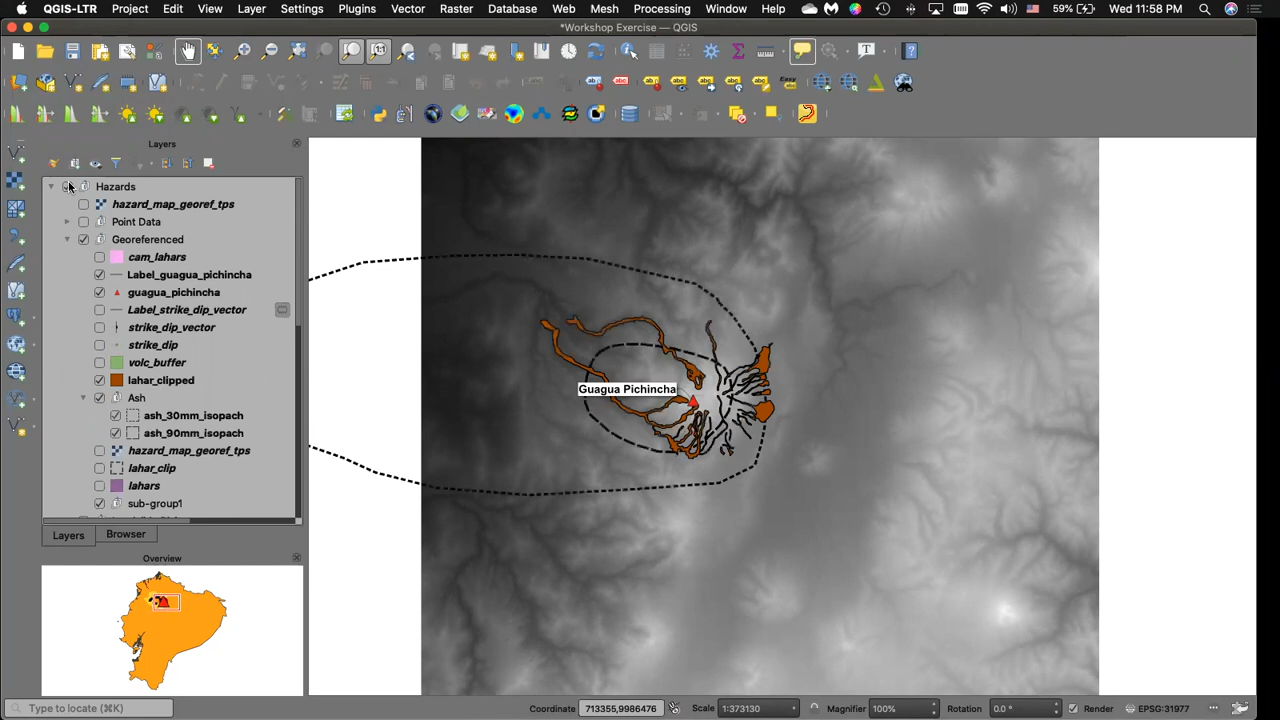 QGIS-LTR Project Edit View Layer Settings Plugins Vector Raster Database Web Mesh Processing Window Help 59% Wed 11:58 PM
*Workshop Exercise — QGIS
Layers
Hazards
hazard_map_georef_tps
Point Data
Georeferenced
cam_lahars
Label_guagua_pichincha
guagua_pichincha
Label_strike_dip_vector
strike_dip_vector
strike_dip
volc_buffer
lahar_clipped
Ash
ash_30mm_isopach
ash_90mm_isopach
hazard_map_georef_tps
lahar_clip
lahars
sub-group1
Layers Browser
Overview
Guagua Pichincha
Type to locate (⌘K) Coordinate 713355,9986476 Scale 1:373130 Magnifier 100% Rotation 0.0 ° Render EPSG:31977